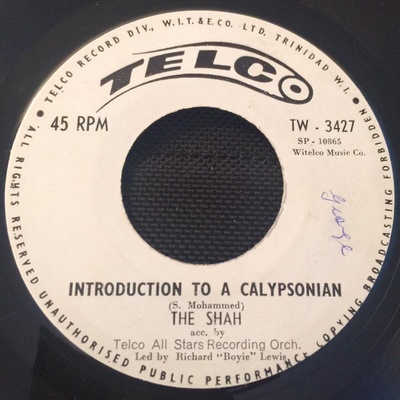 • TELCO RECORD DIV., W.I.T. & E. CO. LTD., TRINIDAD W.I. •
TELCO
45 RPM
TW - 3427
SP - 10865
Witelco Music Co.
George
INTRODUCTION TO A CALYPSONIAN
(S. Mohammed)
THE SHAH
acc. by
Telco All Stars Recording Orch.
Led by Richard "Boyie" Lewis
ALL RIGHTS RESERVED UNAUTHORISED PUBLIC PERFORMANCE COPYING BROADCASTING FORBIDDEN